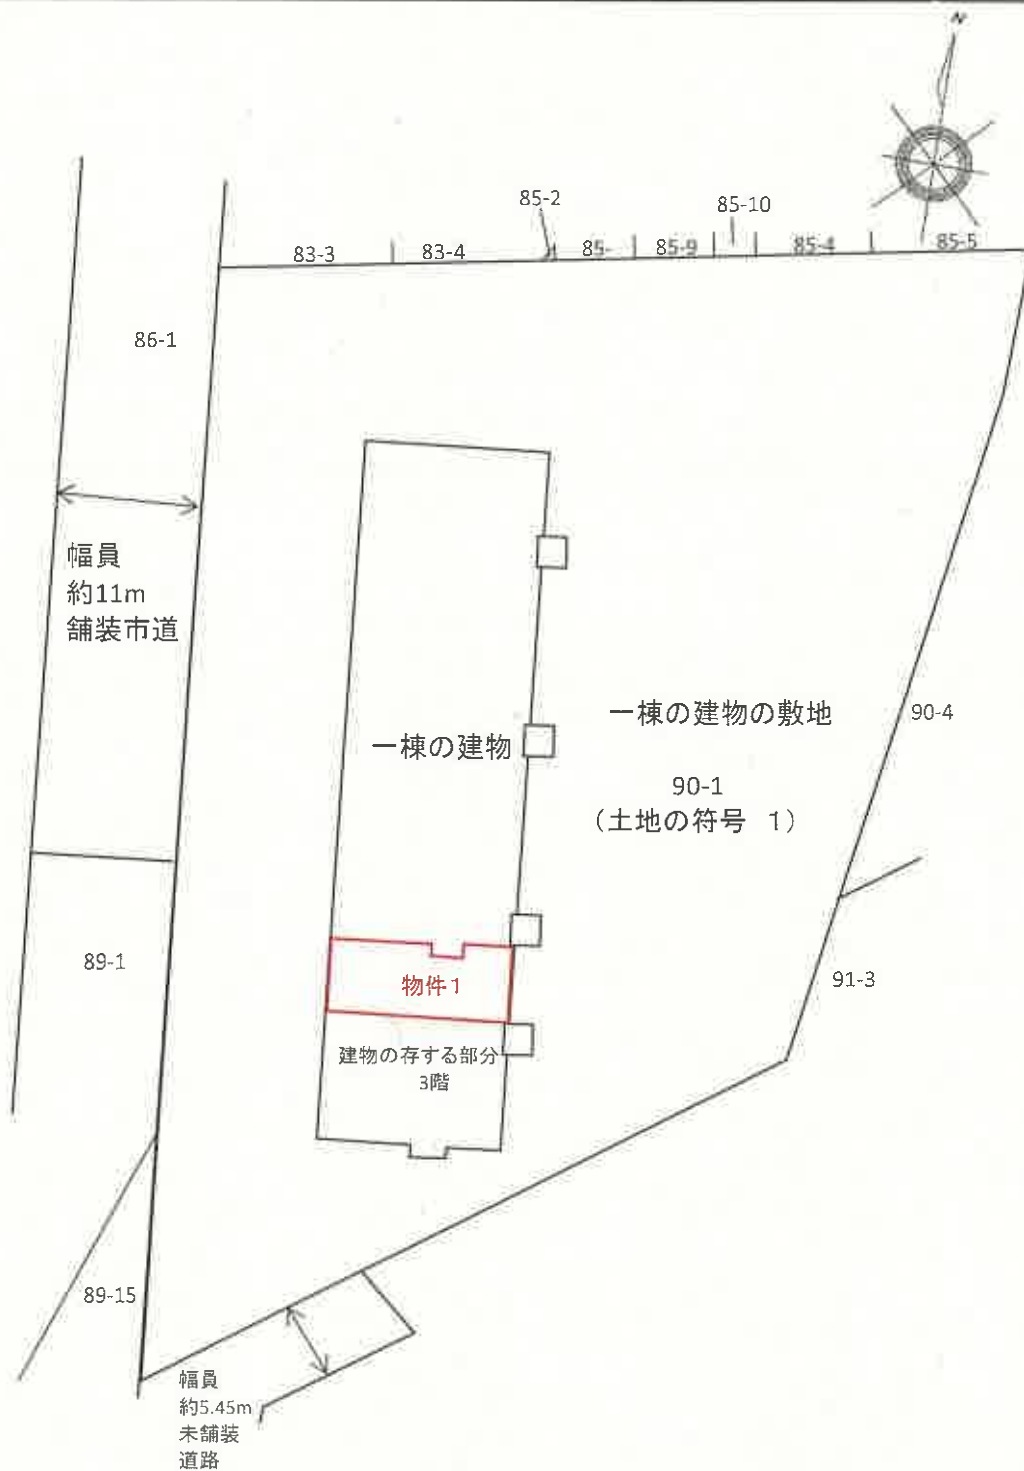 N
85-2
85-10
83-3
83-4
85-
85-9
85-4
85-5
86-1
幅員
約11m
舗装市道
一棟の建物の敷地
90-4
一棟の建物
90-1
（土地の符号 1）
89-1
物件1
91-3
建物の存する部分
3階
89-15
幅員
約5.45m
未舗装
道路